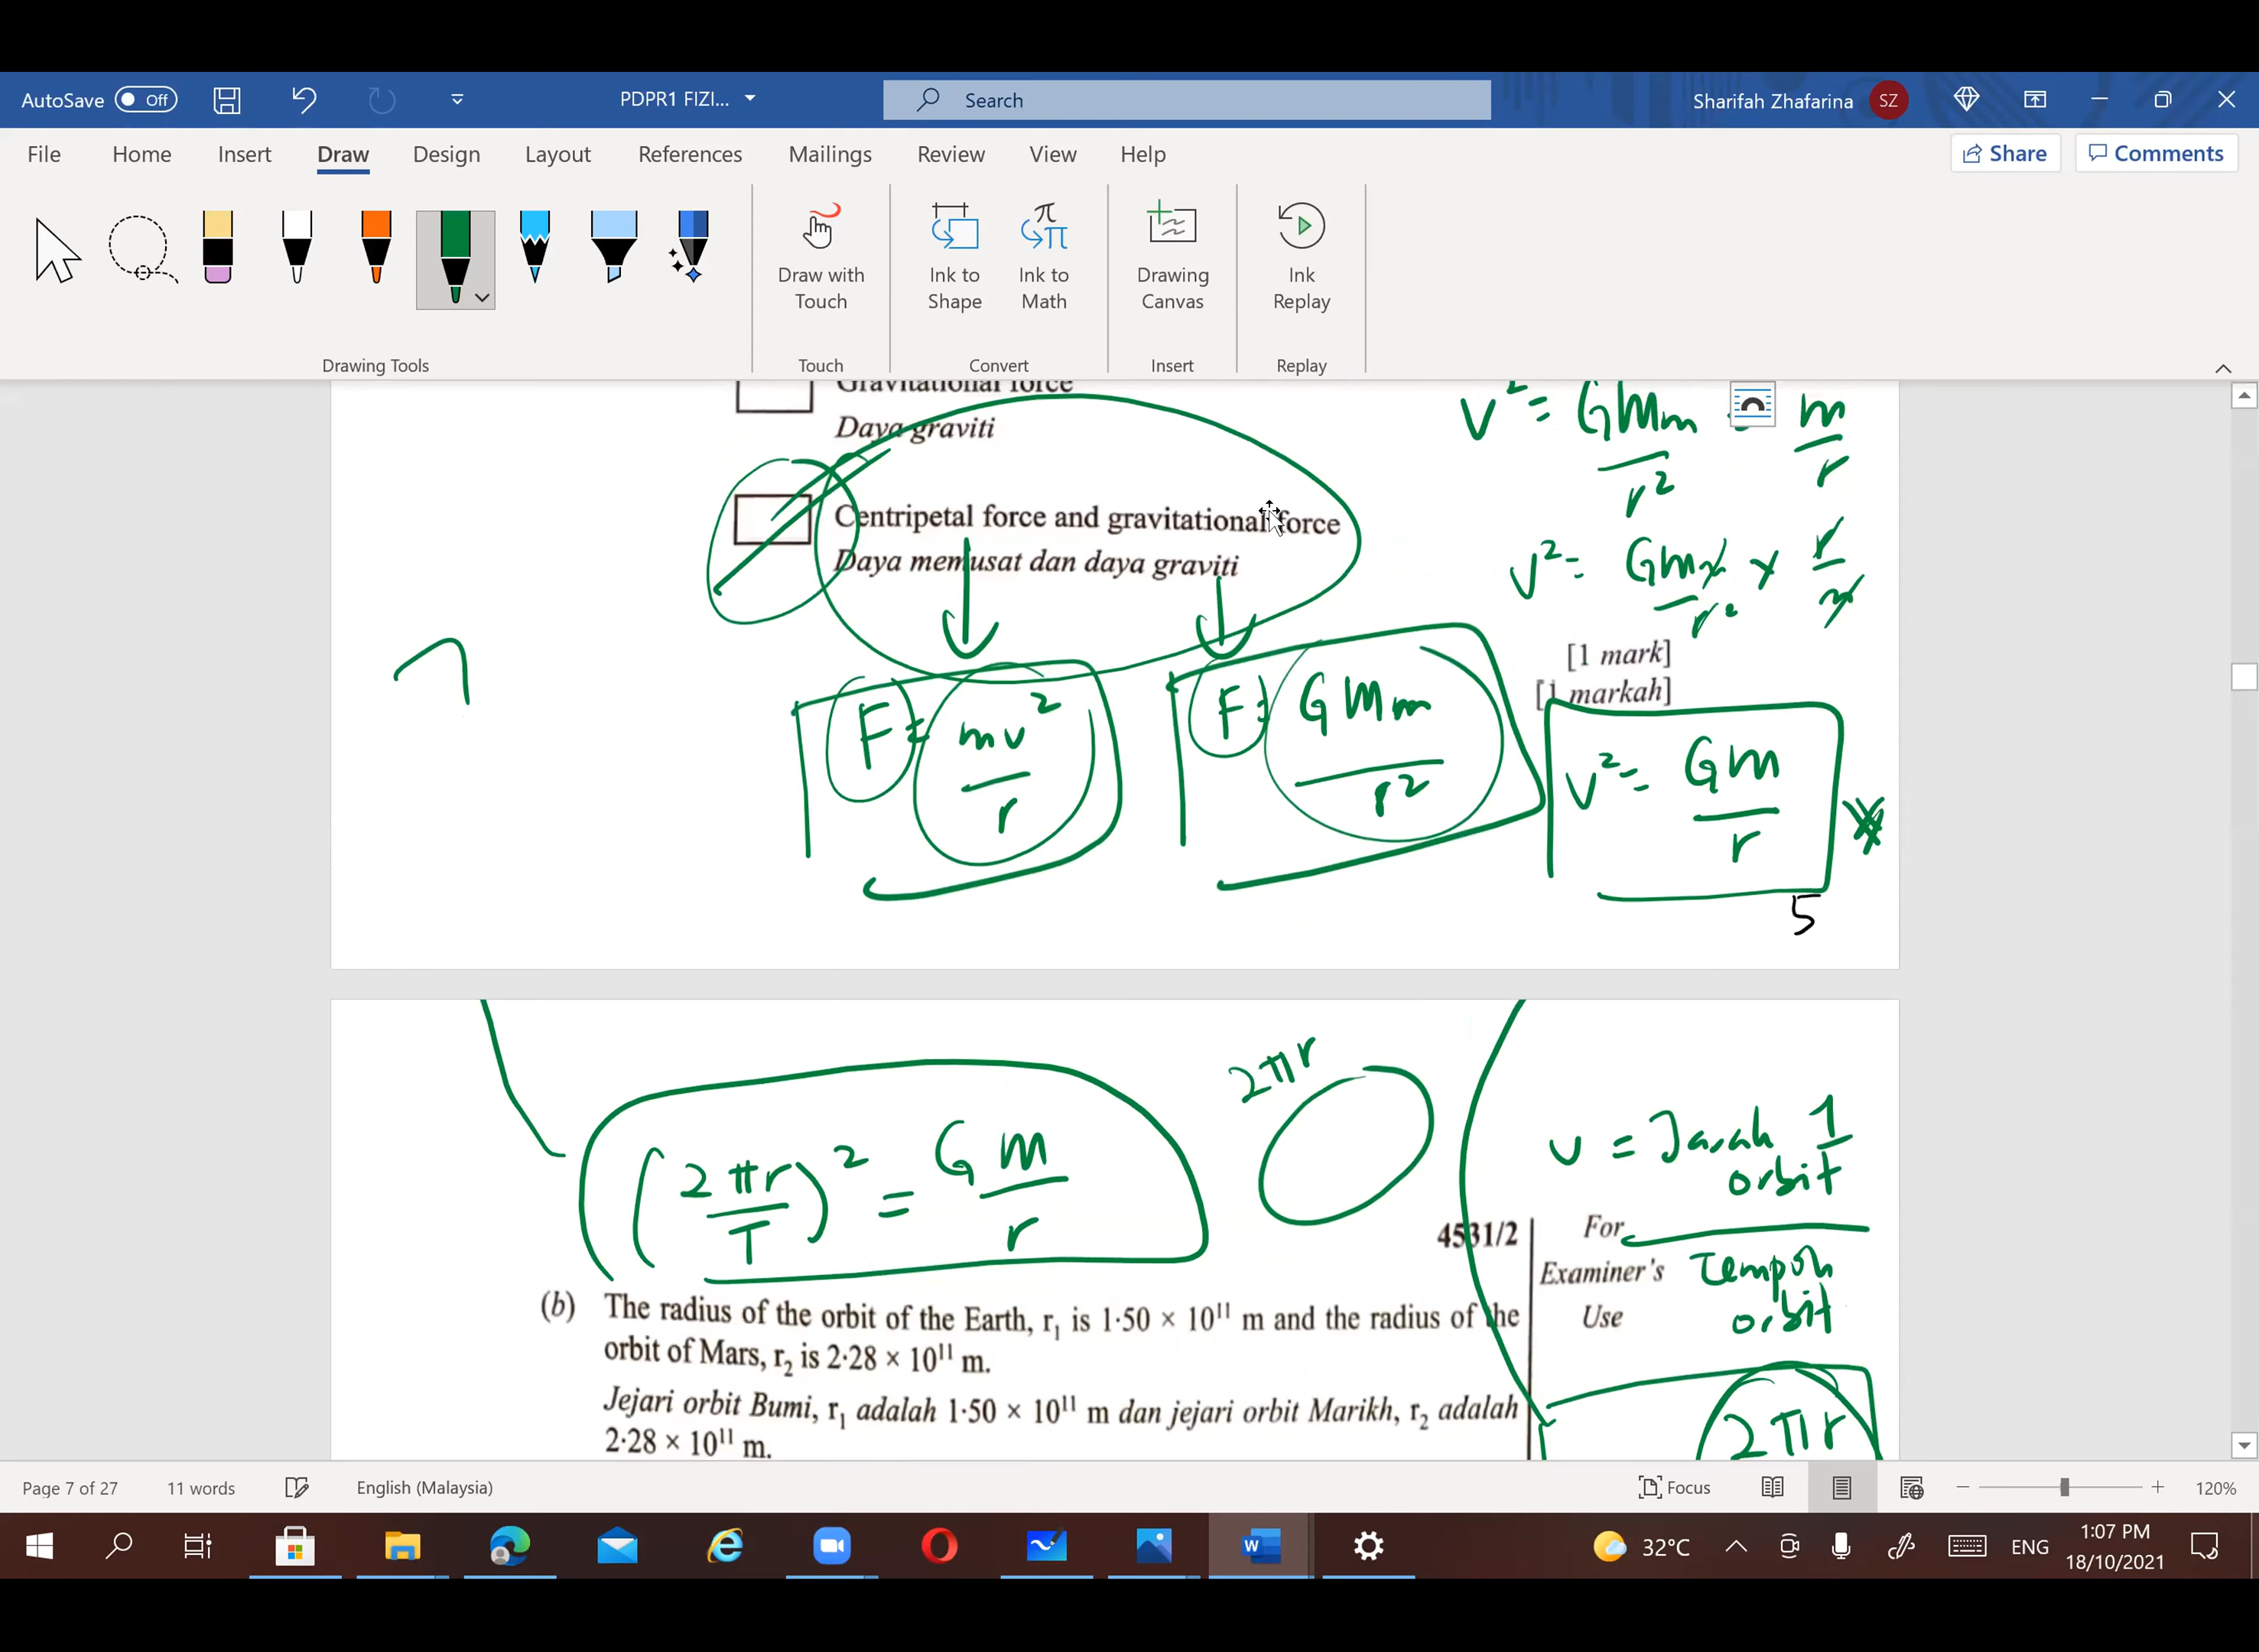 AutoSave Off
PDPR1 FIZI...
Search
Sharifah Zhafarina SZ
File Home Insert Draw Design Layout References Mailings Review View Help
Share Comments
Draw with Touch
Ink to Shape
Ink to Math
Drawing Canvas
Ink Replay
Drawing Tools Touch Convert Insert Replay
Gravitational force
Daya graviti
v² = GMm/r² ÷ m/r
Centripetal force and gravitational force
Daya memusat dan daya graviti
v² = Gmm/r² × r/m
[1 mark]
[1 markah]
F = mv²/r
F = GMm/r²
v² = GM/r
5
2πr
(2πr/T)² = GM/r
v = Jarak 1 orbit
Tempoh orbit
4531/2
For
Examiner's
Use
(b) The radius of the orbit of the Earth, r₁ is 1·50 × 10¹¹ m and the radius of the
orbit of Mars, r₂ is 2·28 × 10¹¹ m.
Jejari orbit Bumi, r₁ adalah 1·50 × 10¹¹ m dan jejari orbit Marikh, r₂ adalah
2·28 × 10¹¹ m.
2πr
Page 7 of 27 11 words English (Malaysia) Focus 120%
32°C ENG 1:07 PM
18/10/2021